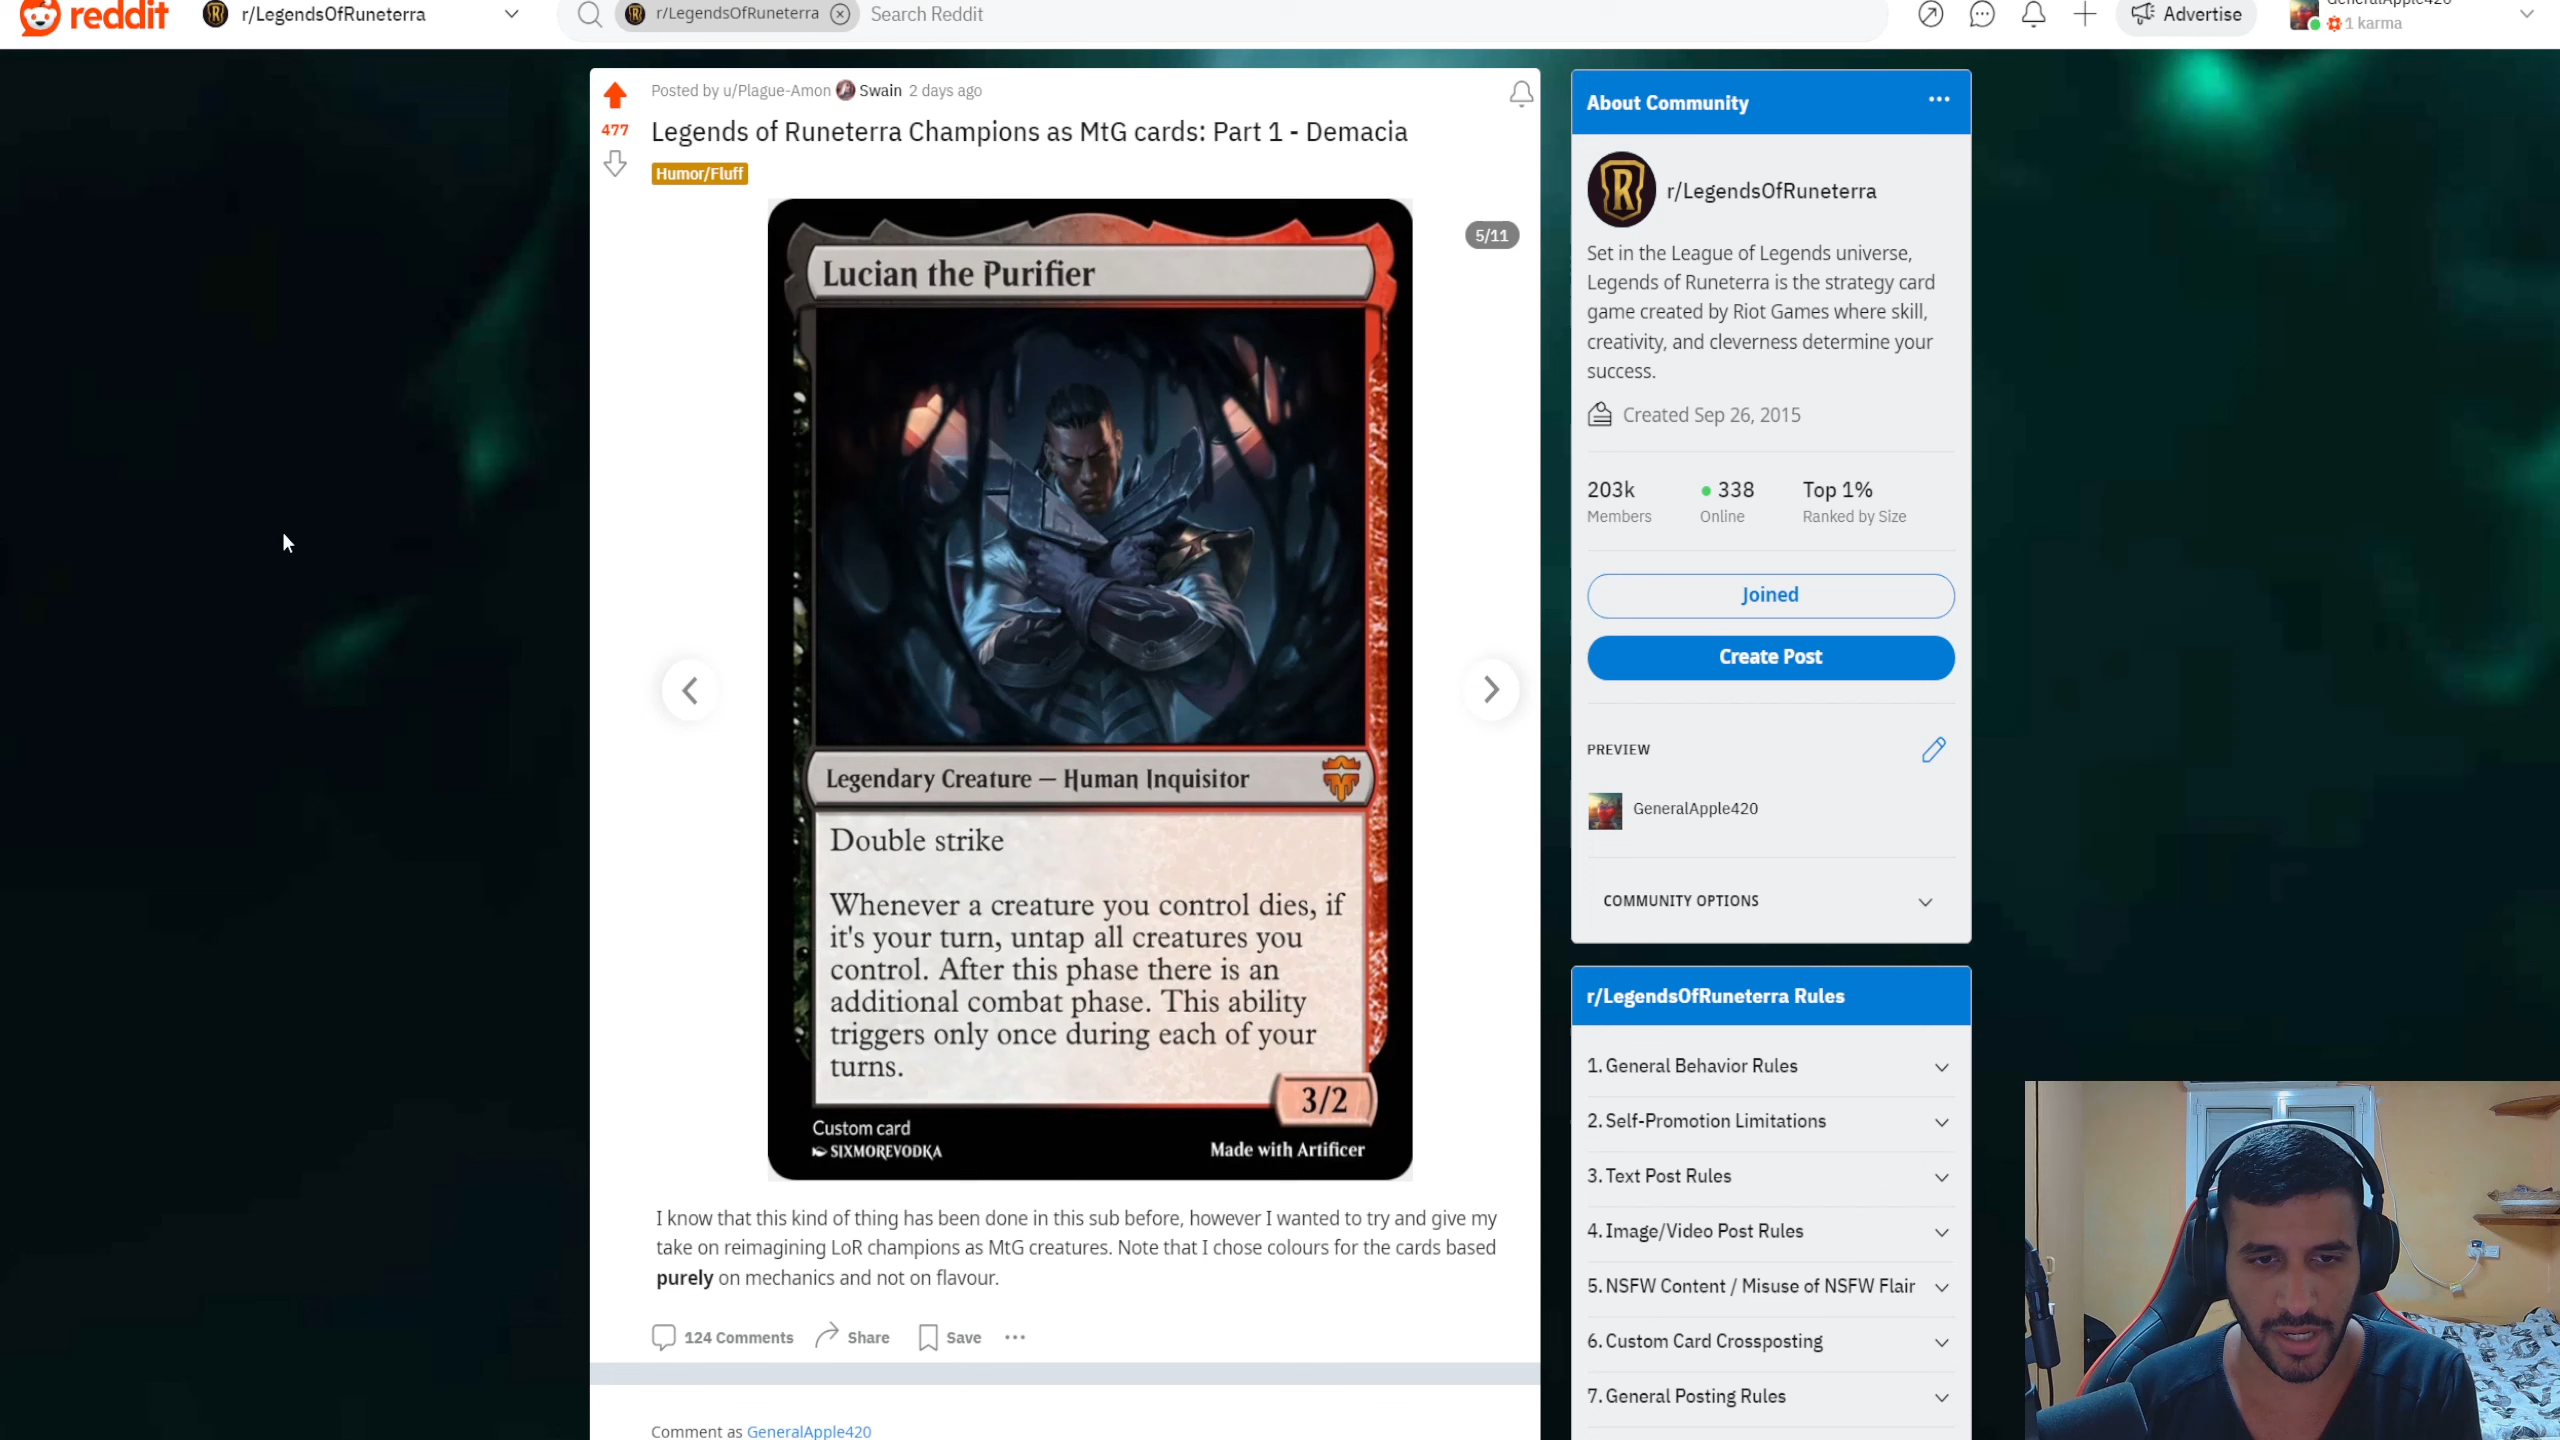 reddit
r/LegendsOfRuneterra
r/LegendsOfRuneterra
Search Reddit
Advertise
GeneralApple420
1 karma
Posted by u/Plague-Amon Swain 2 days ago
477
Legends of Runeterra Champions as MtG cards: Part 1 - Demacia
Humor/Fluff
5/11
Lucian the Purifier
Legendary Creature — Human Inquisitor
Double strike
Whenever a creature you control dies, if
it's your turn, untap all creatures you
control. After this phase there is an
additional combat phase. This ability
triggers only once during each of your
turns.
3/2
Custom card
SIXMOREVODKA
Made with Artificer
I know that this kind of thing has been done in this sub before, however I wanted to try and give my
take on reimagining LoR champions as MtG creatures. Note that I chose colours for the cards based
purely on mechanics and not on flavour.
124 Comments
Share
Save
Comment as GeneralApple420
About Community
r/LegendsOfRuneterra
Set in the League of Legends universe,
Legends of Runeterra is the strategy card
game created by Riot Games where skill,
creativity, and cleverness determine your
success.
Created Sep 26, 2015
203k
Members
338
Online
Top 1%
Ranked by Size
Joined
Create Post
PREVIEW
GeneralApple420
COMMUNITY OPTIONS
r/LegendsOfRuneterra Rules
1. General Behavior Rules
2. Self-Promotion Limitations
3. Text Post Rules
4. Image/Video Post Rules
5. NSFW Content / Misuse of NSFW Flair
6. Custom Card Crossposting
7. General Posting Rules